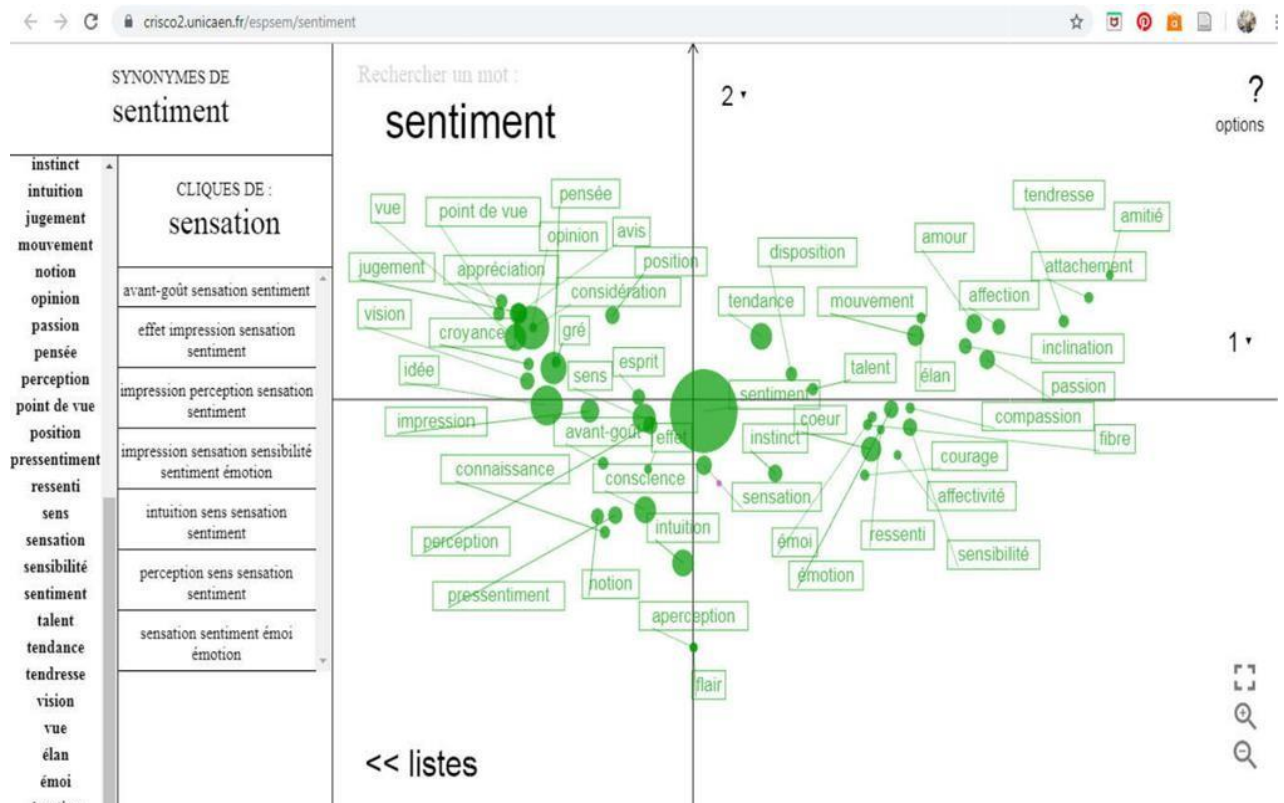 crisco2.unicaen.fr/espsem/sentiment
SYNONYMES DE
sentiment
instinct
intuition
jugement
mouvement
notion
opinion
passion
pensée
perception
point de vue
position
pressentiment
ressenti
sens
sensation
sensibilité
sentiment
talent
tendance
tendresse
vision
vue
élan
émoi
CLIQUES DE :
sensation
avant-goût sensation sentiment
effet impression sensation
sentiment
impression perception sensation
sentiment
impression sensation sensibilité
sentiment émotion
intuition sens sensation
sentiment
perception sens sensation
sentiment
sensation sentiment émoi
émotion
Rechercher un mot :
sentiment
2
?
options
1
pensée
vue
point de vue
opinion
avis
jugement
appréciation
position
considération
vision
croyance
gré
idée
sens
esprit
impression
avant-goût
effet
connaissance
conscience
perception
intuition
pressentiment
notion
aperception
flair
disposition
tendance
mouvement
amour
tendresse
amitié
attachement
affection
inclination
élan
talent
passion
sentiment
coeur
compassion
instinct
fibre
courage
sensation
affectivité
émoi
ressenti
sensibilité
émotion
<< listes